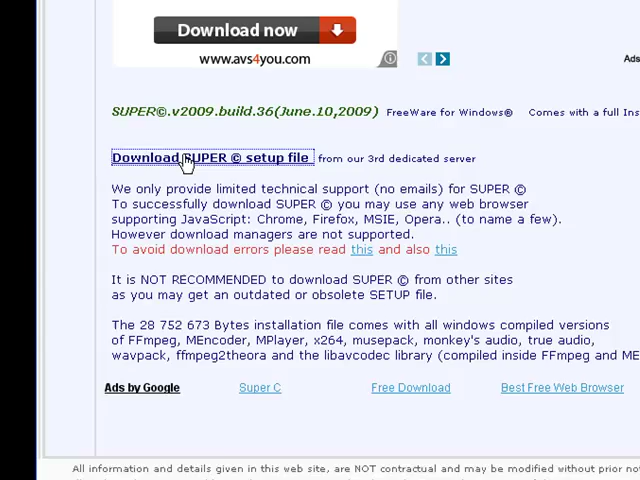 Download now
www.avs4you.com
Ads
SUPER©.v2009.build.36(June.10,2009) FreeWare for Windows® Comes with a full Ins
Download SUPER © setup file from our 3rd dedicated server
We only provide limited technical support (no emails) for SUPER ©
To successfully download SUPER © you may use any web browser
supporting JavaScript: Chrome, Firefox, MSIE, Opera.. (to name a few).
However download managers are not supported.
To avoid download errors please read this and also this
It is NOT RECOMMENDED to download SUPER © from other sites
as you may get an outdated or obsolete SETUP file.
The 28 752 673 Bytes installation file comes with all windows compiled versions
of FFmpeg, MEncoder, MPlayer, x264, musepack, monkey's audio, true audio,
wavpack, ffmpeg2theora and the libavcodec library (compiled inside FFmpeg and ME
Ads by Google Super C Free Download Best Free Web Browser
All information and details given in this web site, are NOT contractual and may be modified without prior no